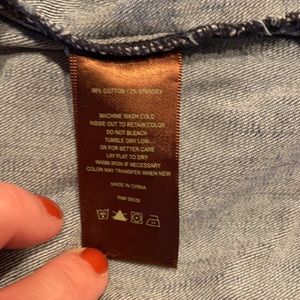 98% COTTON / 2% SPANDEX
MACHINE WASH COLD
INSIDE OUT TO RETAIN COLOR
DO NOT BLEACH
TUMBLE DRY LOW...
OR FOR BETTER CARE
LAY FLAT TO DRY
WARM IRON IF NECESSARY
COLOR MAY TRANSFER WHEN NEW
MADE IN CHINA